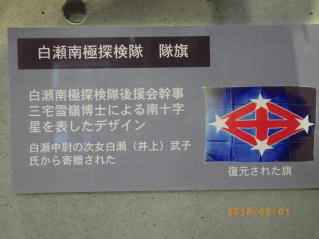 白瀬南極探検隊　隊旗
白瀬南極探検隊後援会幹事
三宅雪嶺博士による南十字
星を表したデザイン
白瀬中尉の次女白瀬（井上）武子
氏から寄贈された
復元された旗
2018/03/01